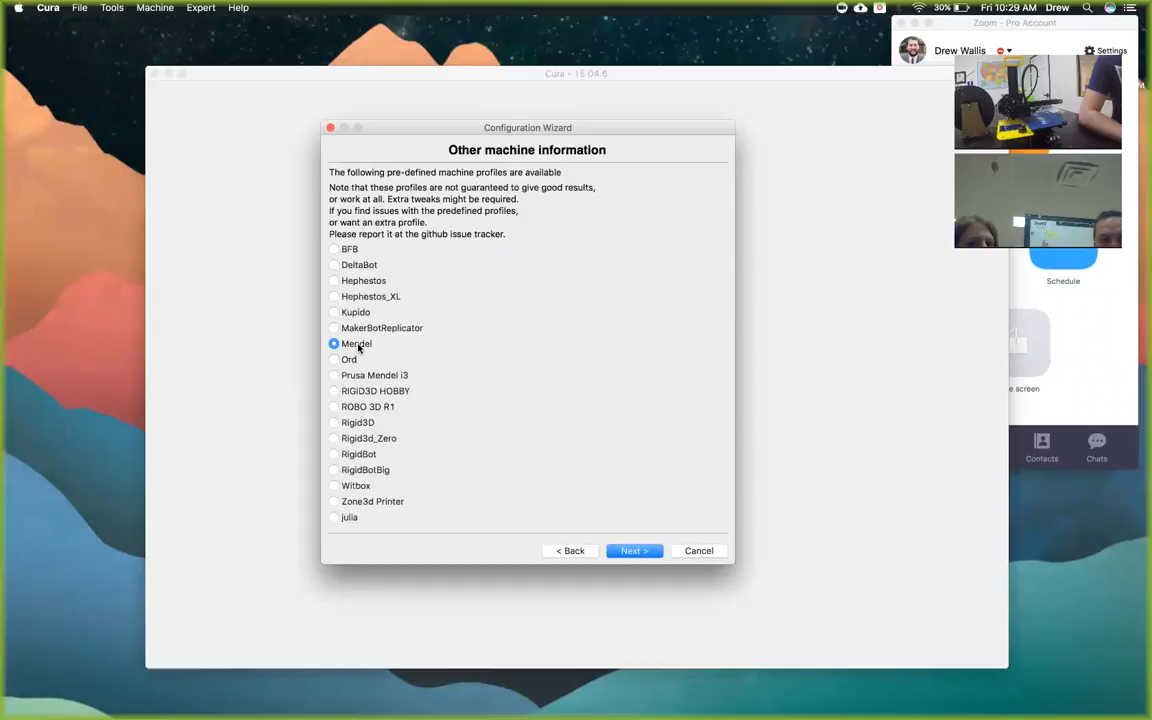 Cura File Tools Machine Expert Help
30% Fri 10:29 AM Drew
Zoom - Pro Account
Drew Wallis
Settings
Cura - 15.04.6
Configuration Wizard
Other machine information
The following pre-defined machine profiles are available
Note that these profiles are not guaranteed to give good results,
or work at all. Extra tweaks might be required.
If you find issues with the predefined profiles,
or want an extra profile.
Please report it at the github issue tracker.
BFB
DeltaBot
Hephestos
Hephestos_XL
Kupido
MakerBotReplicator
Mendel
Ord
Prusa Mendel i3
RIGID3D HOBBY
ROBO 3D R1
Rigid3D
Rigid3d_Zero
RigidBot
RigidBotBig
Witbox
Zone3d Printer
julia
< Back
Next >
Cancel
Schedule
e screen
Contacts
Chats